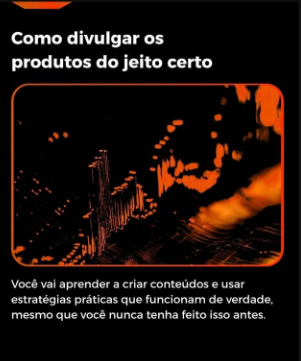 Como divulgar os
produtos do jeito certo
Você vai aprender a criar conteúdos e usar
estratégias práticas que funcionam de verdade,
mesmo que você nunca tenha feito isso antes.